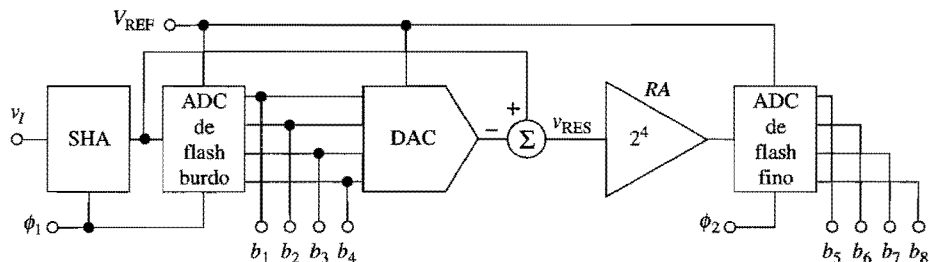 V_REF
v_I
SHA
ADC
de
flash
burdo
DAC
+
−
Σ
v_RES
RA
2^4
ADC
de
flash
fino
ϕ_1
ϕ_2
b_1 b_2 b_3 b_4
b_5 b_6 b_7 b_8